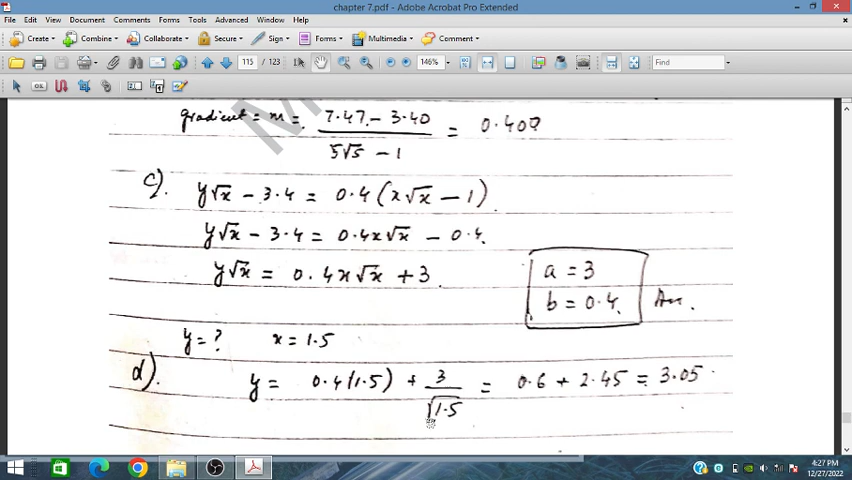 chapter 7.pdf - Adobe Acrobat Pro Extended
File Edit View Document Comments Forms Tools Advanced Window Help
Create Combine Collaborate Secure Sign Forms Multimedia Comment
115 / 123 146% Find
gradient = m = (7.47 - 3.40) / (5√5 - 1) = 0.400
c). y√x - 3.4 = 0.4(x√x - 1)
y√x - 3.4 = 0.4x√x - 0.4.
y√x = 0.4x√x + 3
a = 3
b = 0.4. Ans.
y = ? x = 1.5
d). y = 0.4(1.5) + 3/√1.5 = 0.6 + 2.45 = 3.05.
4:27 PM
12/27/2022